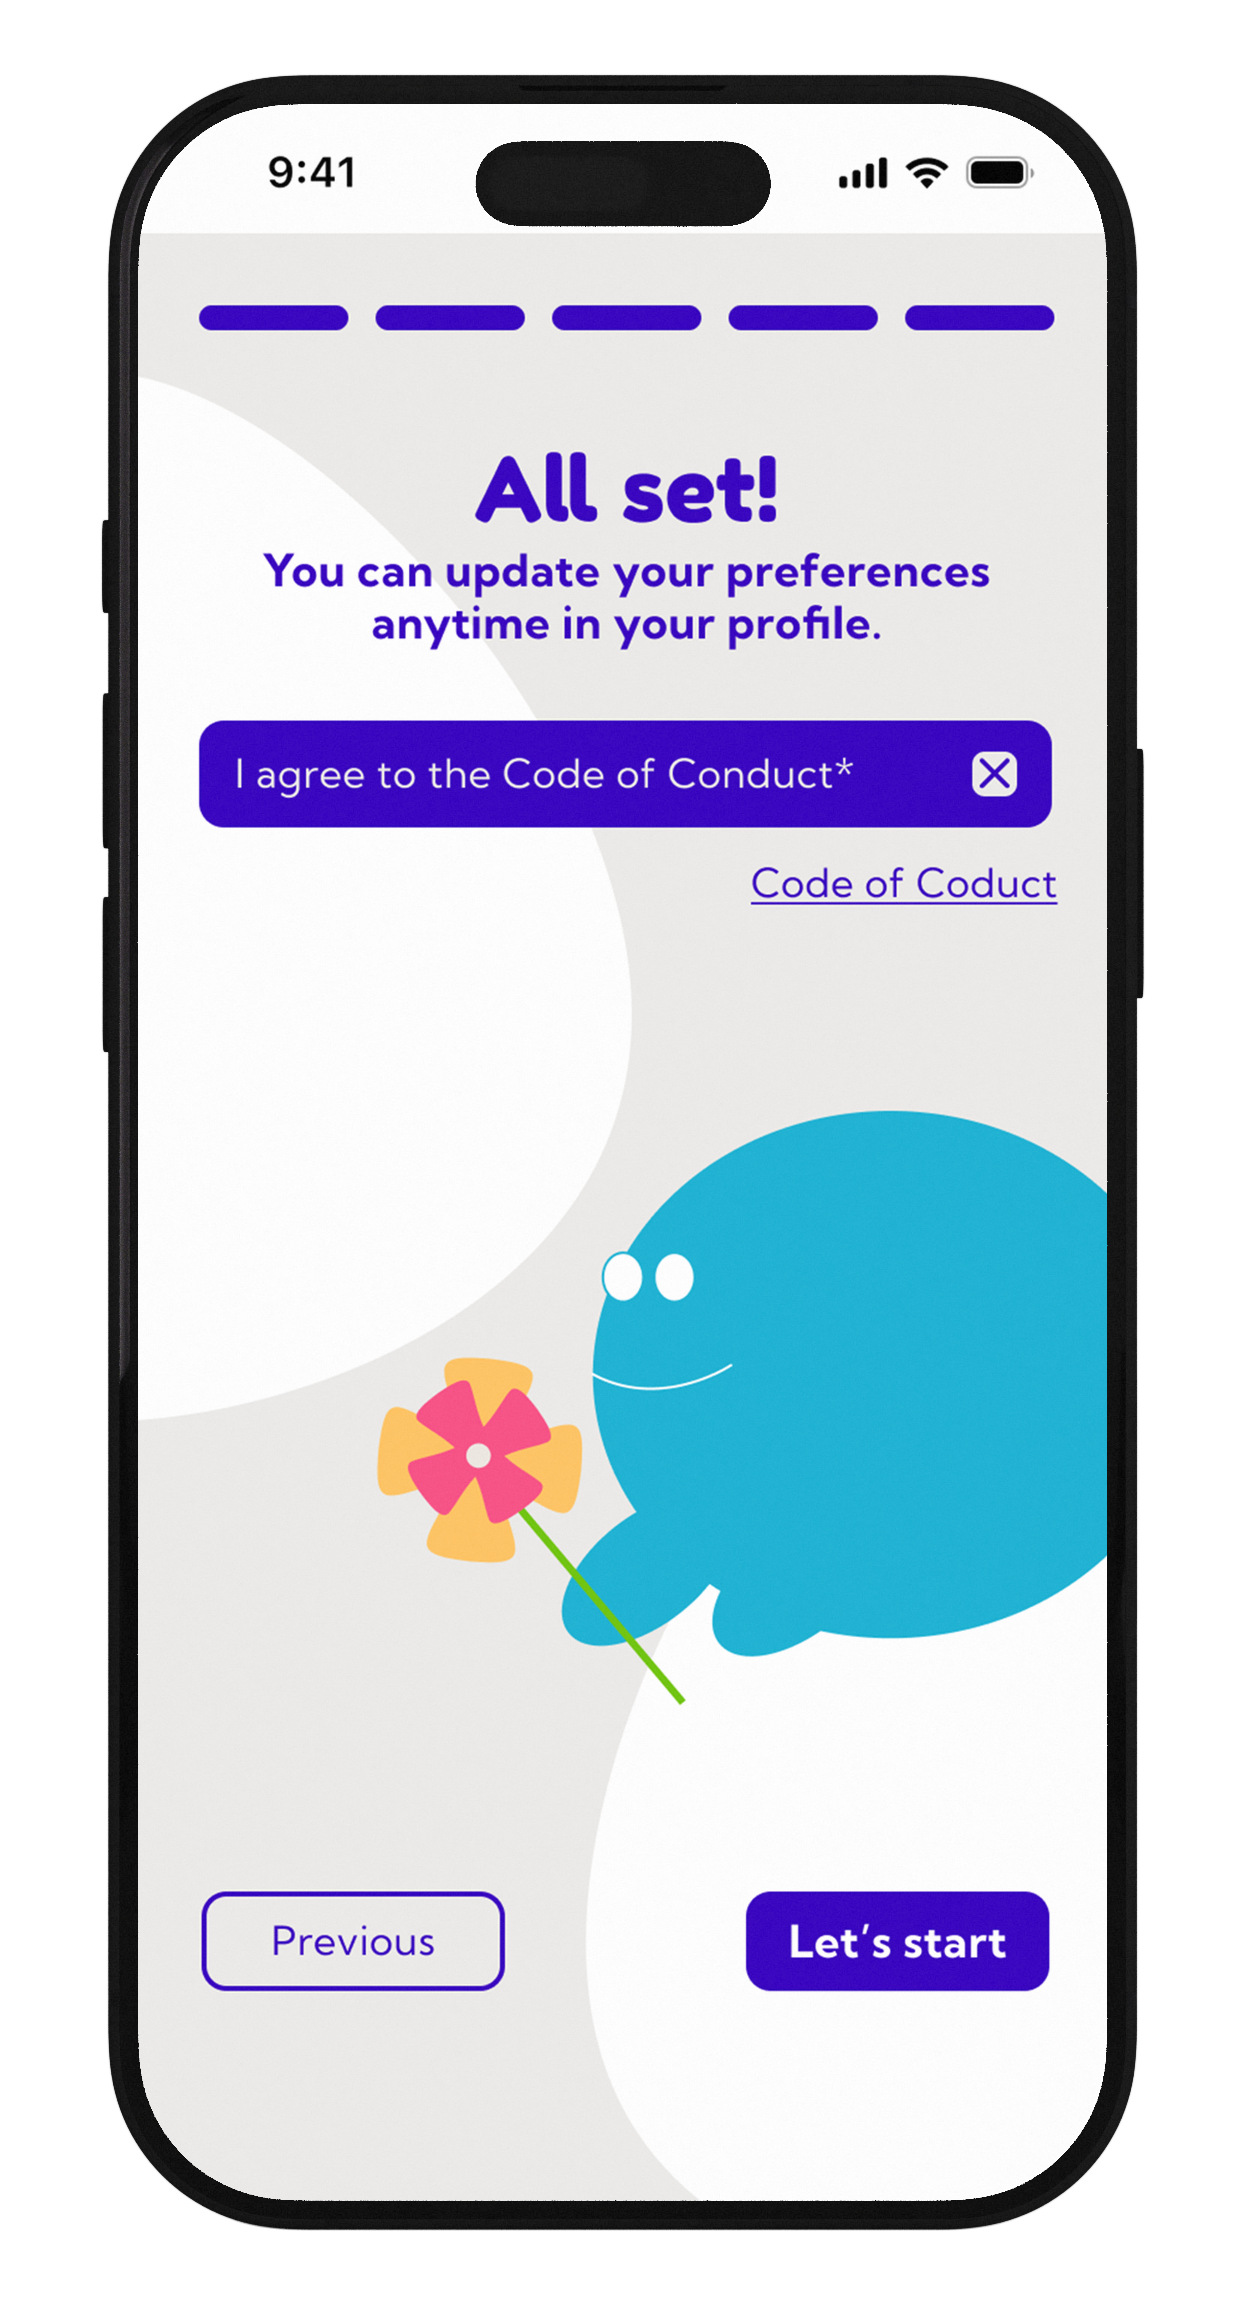 9:41
All set!
You can update your preferences
anytime in your profile.
I agree to the Code of Conduct*
Code of Coduct
Previous
Let’s start